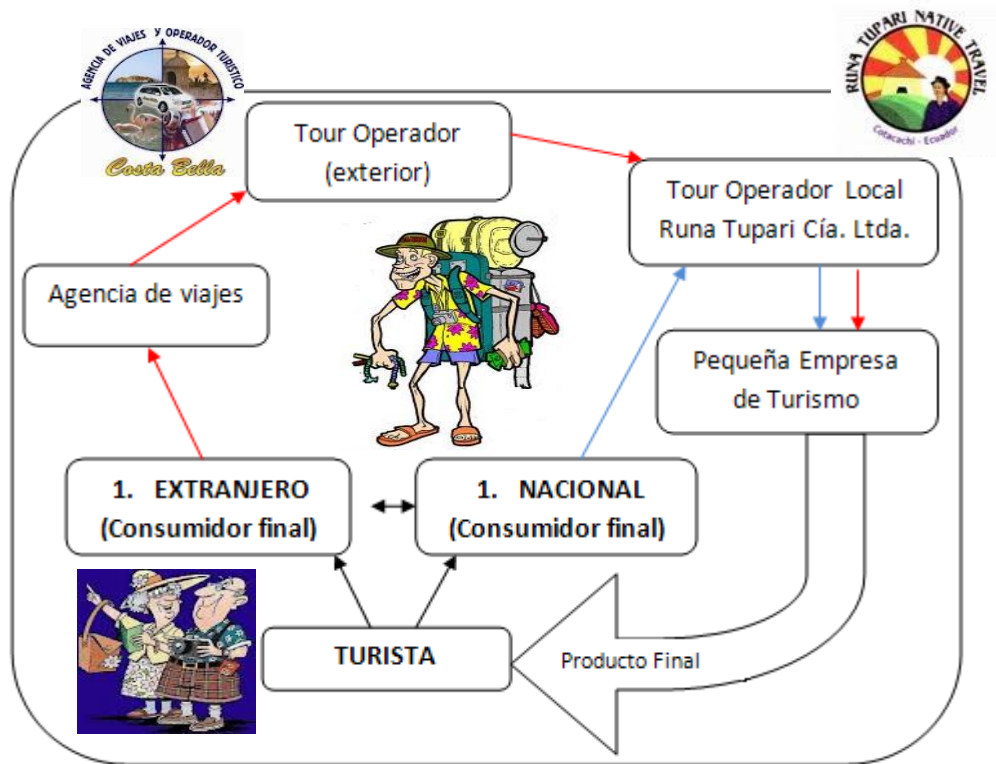 AGENCIA DE VIAJES Y OPERADOR TURISTICO
Costa Bella
RUNA TUPARI NATIVE TRAVEL
Cotacachi - Ecuador
Tour Operador
(exterior)
Tour Operador Local
Runa Tupari Cía. Ltda.
Agencia de viajes
Pequeña Empresa
de Turismo
1. EXTRANJERO
(Consumidor final)
1. NACIONAL
(Consumidor final)
TURISTA
Producto Final